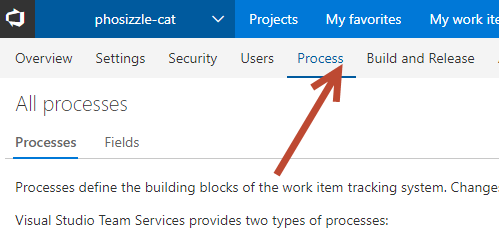 phosizzle-cat Projects My favorites My work item
Overview Settings Security Users Process Build and Release
All processes
Processes Fields
Processes define the building blocks of the work item tracking system. Change
Visual Studio Team Services provides two types of processes: